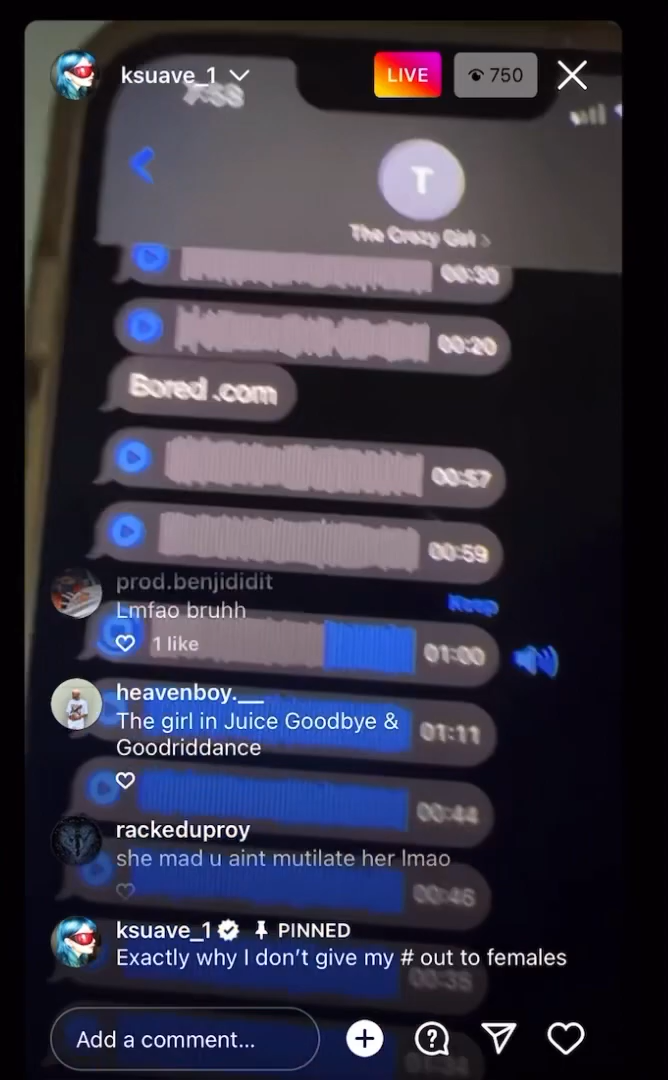 ksuave_1
LIVE
750
T
The Crazy Girl
00:30
00:20
Bored .com
00:57
00:59
prod.benjididit
Lmfao bruhh
Keep
1 like
01:00
heavenboy.__
The girl in Juice Goodbye &
Goodriddance
01:11
00:44
rackeduproy
she mad u aint mutilate her lmao
00:46
ksuave_1 PINNED
Exactly why I don't give my # out to females
00:35
Add a comment...